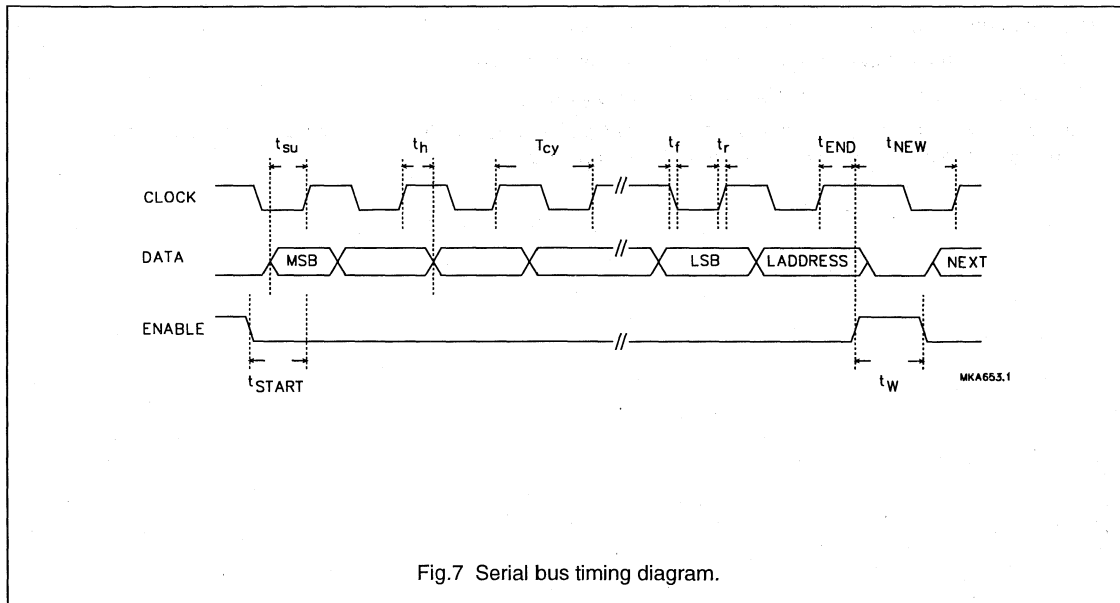 tsu th Tcy tf tr tEND tNEW
CLOCK
//
DATA MSB // LSB LADDRESS NEXT
ENABLE //
tSTART tW MKA653.1
Fig.7 Serial bus timing diagram.